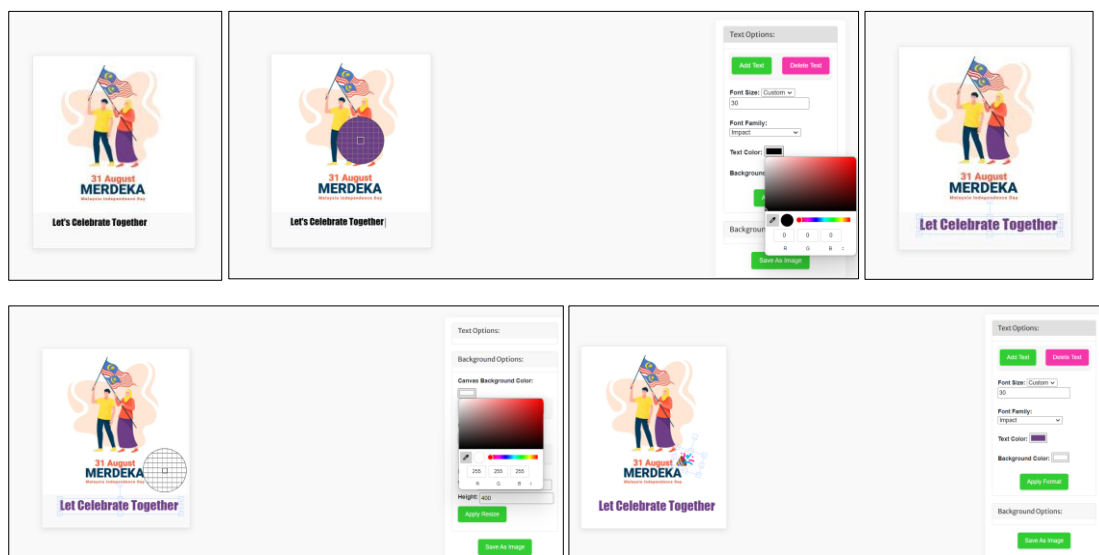 31 August
MERDEKA
Malaysia Independence Day
Let's Celebrate Together
31 August
MERDEKA
Malaysia Independence Day
Let's Celebrate Together
Text Options:
Add Text Delete Text
Font Size: Custom
30
Font Family:
Impact
Text Color:
Background
0 0 0
R G B
Background
Save As Image
31 August
MERDEKA
Malaysia Independence Day
Let Celebrate Together
31 August
MERDEKA
Malaysia Independence Day
Let Celebrate Together
Text Options:
Background Options:
Canvas Background Color:
255 255 255
R G B
Height: 400
Apply Resize
Save As Image
31 August
MERDEKA
Malaysia Independence Day
Let Celebrate Together
Text Options:
Add Text Delete Text
Font Size: Custom
30
Font Family:
Impact
Text Color:
Background Color:
Apply Format
Background Options:
Save As Image